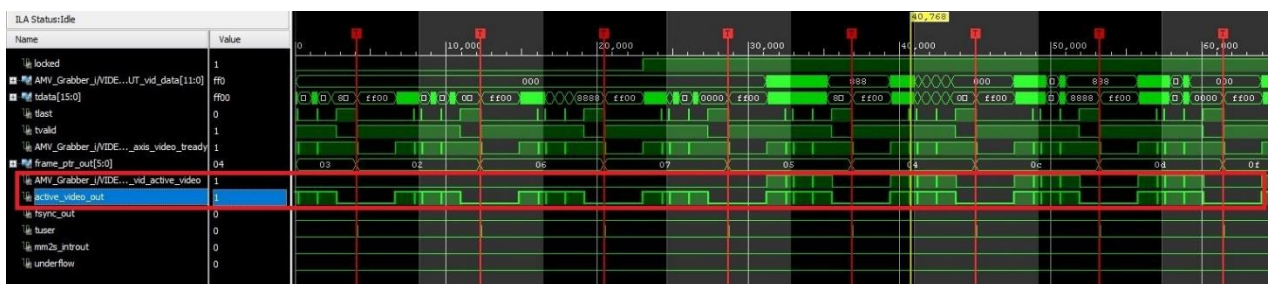 ILA Status:Idle
Name Value
40,768
0 10,000 20,000 30,000 40,000 50,000 60,000
locked 1
AMV_Grabber_i/VIDE...UT_vid_data[11:0] ff0 000 888 000 888 000
tdata[15:0] ff00 ff00 ff00 8888 ff00 0000 ff00 ff00 ff00 8888 ff00 0000 ff00
tlast 0
tvalid 1
AMV_Grabber_i/VIDE..._axis_video_tready 1
frame_ptr_out[5:0] 04 03 02 06 07 05 04 0c 0d 0f
AMV_Grabber_i/VIDE..._vid_active_video 1
active_video_out 1
fsync_out 0
tuser 0
mm2s_introut 0
underflow 0